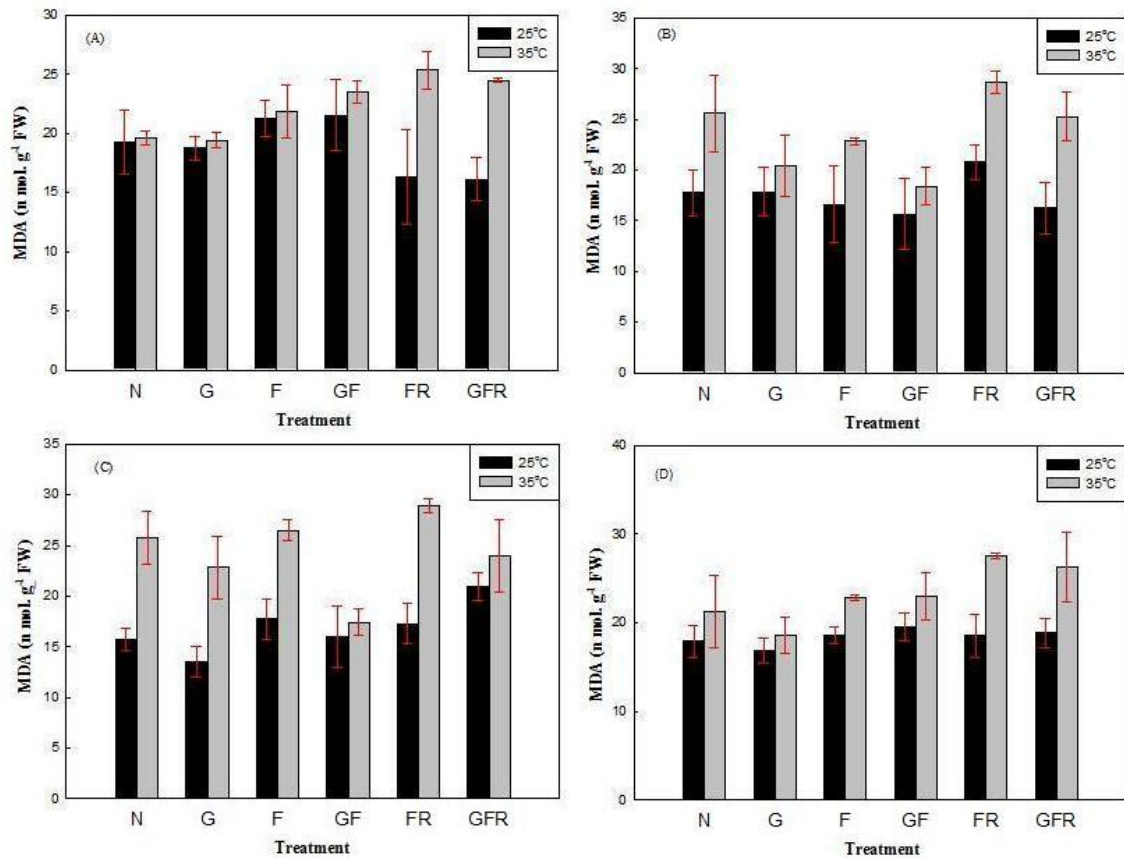 (A)
25°C
35°C
30
25
20
15
10
5
0
MDA (n mol. g-1 FW)
N G F GF FR GFR
Treatment
(B)
25°C
35°C
35
30
25
20
15
10
5
0
MDA (n mol. g-1 FW)
N G F GF FR GFR
Treatment
(C)
25°C
35°C
35
30
25
20
15
10
5
0
MDA (n mol. g-1 FW)
N G F GF FR GFR
Treatment
(D)
25°C
35°C
40
30
20
10
0
MDA (n mol. g-1 FW)
N G F GF FR GFR
Treatment